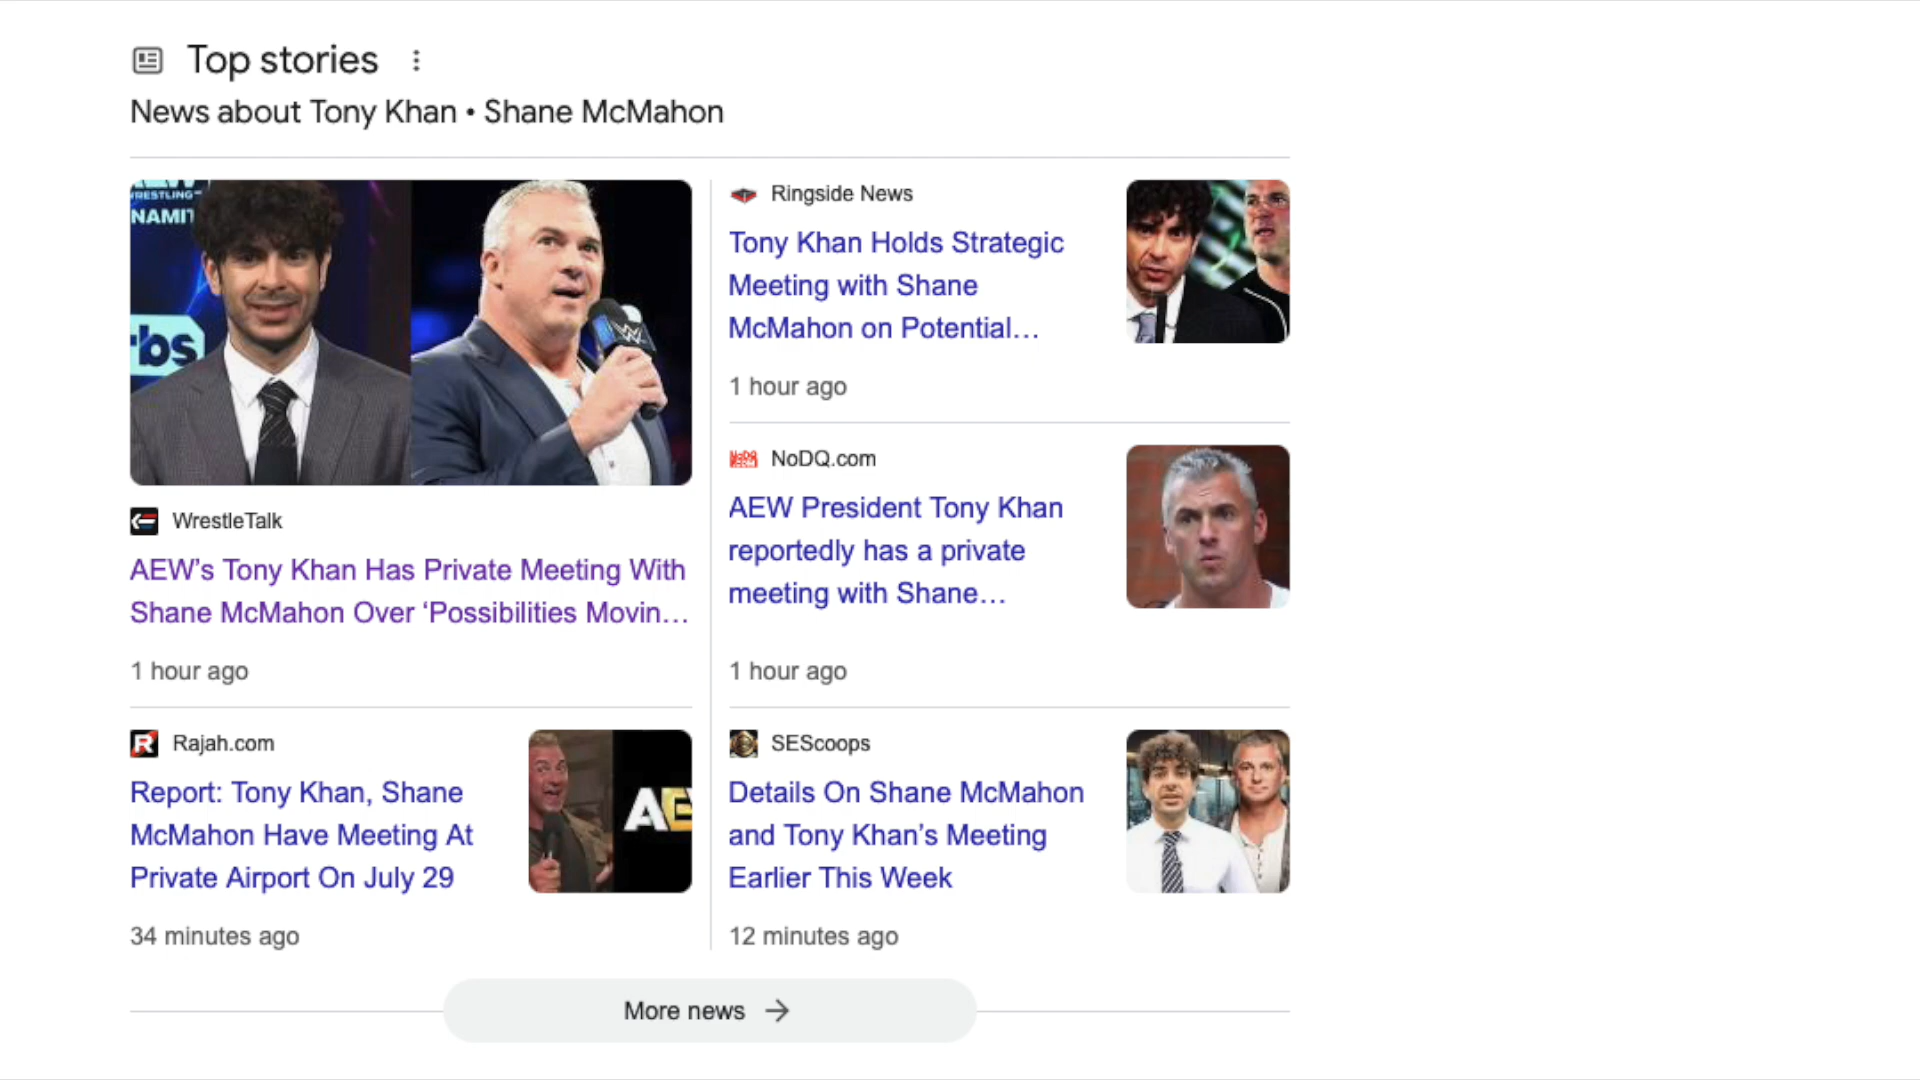 Top stories
News about Tony Khan • Shane McMahon
WRESTLING
NAMIT
bs
WrestleTalk
AEW’s Tony Khan Has Private Meeting With
Shane McMahon Over ‘Possibilities Movin...
1 hour ago
Rajah.com
Report: Tony Khan, Shane
McMahon Have Meeting At
Private Airport On July 29
34 minutes ago
AE
Ringside News
Tony Khan Holds Strategic
Meeting with Shane
McMahon on Potential...
1 hour ago
NoDQ.com
AEW President Tony Khan
reportedly has a private
meeting with Shane...
1 hour ago
SEScoops
Details On Shane McMahon
and Tony Khan’s Meeting
Earlier This Week
12 minutes ago
More news →